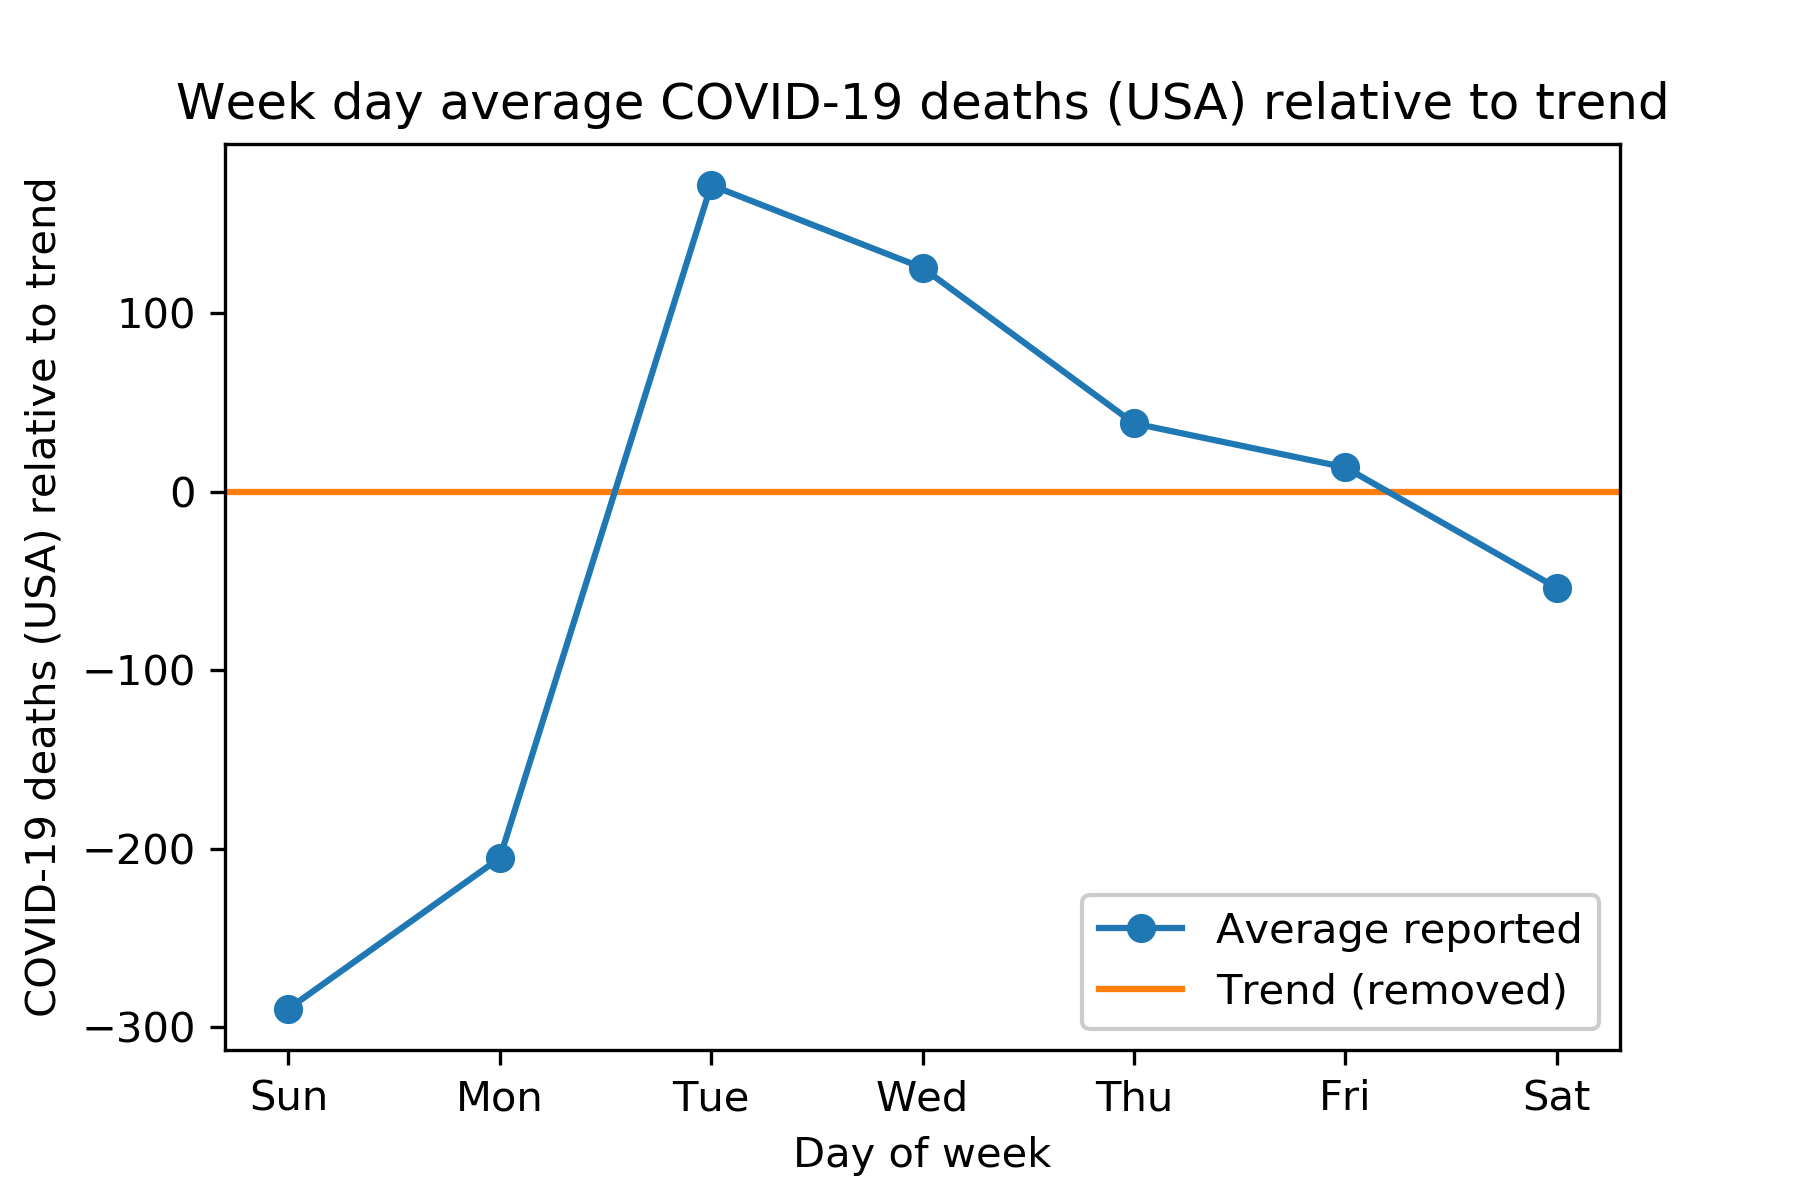 Week day average COVID-19 deaths (USA) relative to trend
COVID-19 deaths (USA) relative to trend
100
0
−100
−200
−300
Average reported
Trend (removed)
Sun Mon Tue Wed Thu Fri Sat
Day of week